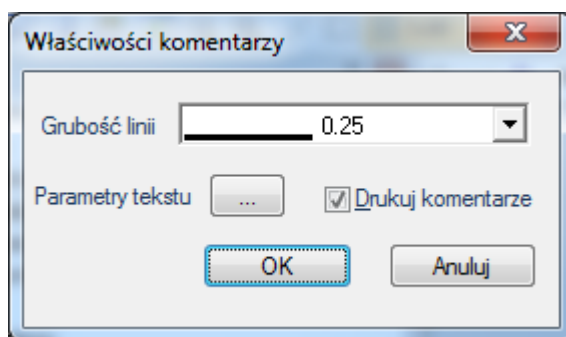 Właściwości komentarzy
Grubość linii 0.25
Parametry tekstu ... Drukuj komentarze
OK Anuluj